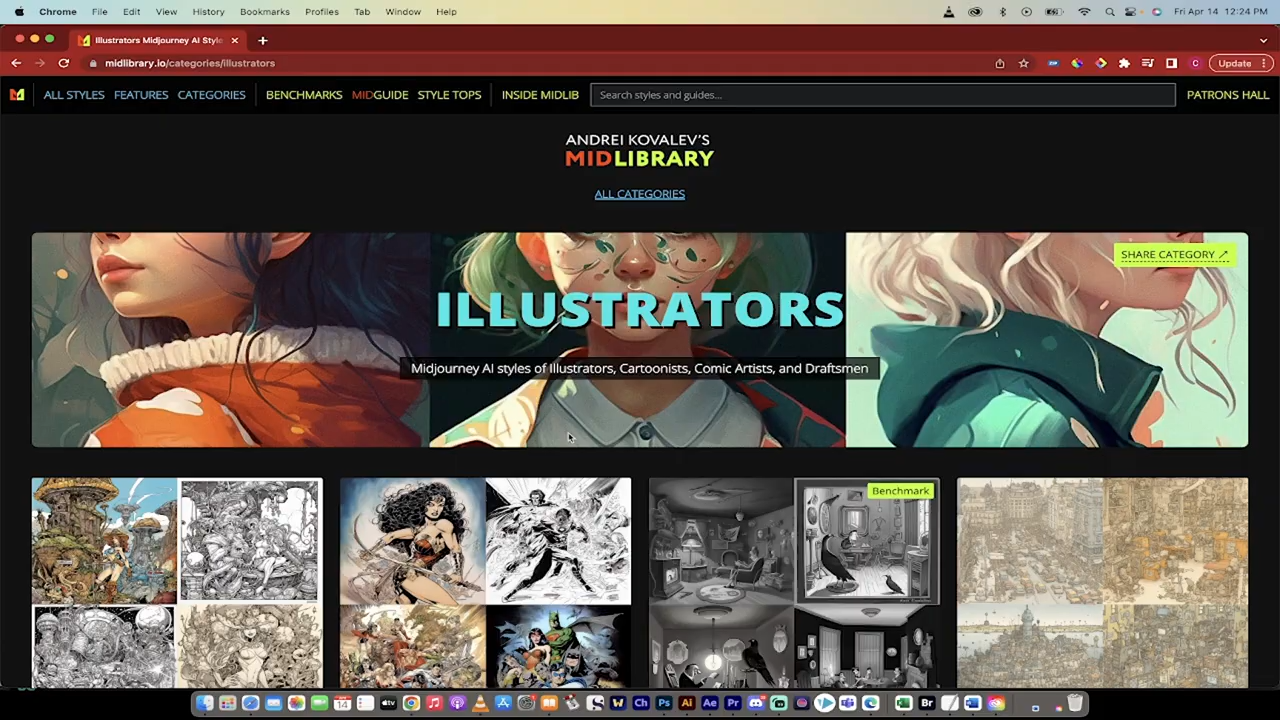 Chrome File Edit View History Bookmarks Profiles Tab Window Help Fri Apr 14 12:24 PM
Illustrators Midjourney AI Style
midlibrary.io/categories/illustrators Update
ALL STYLES FEATURES CATEGORIES BENCHMARKS MIDGUIDE STYLE TOPS INSIDE MIDLIB Search styles and guides... PATRONS HALL
ANDREI KOVALEV'S
MIDLIBRARY
ALL CATEGORIES
SHARE CATEGORY ↗
ILLUSTRATORS
Midjourney AI styles of Illustrators, Cartoonists, Comic Artists, and Draftsmen
Benchmark